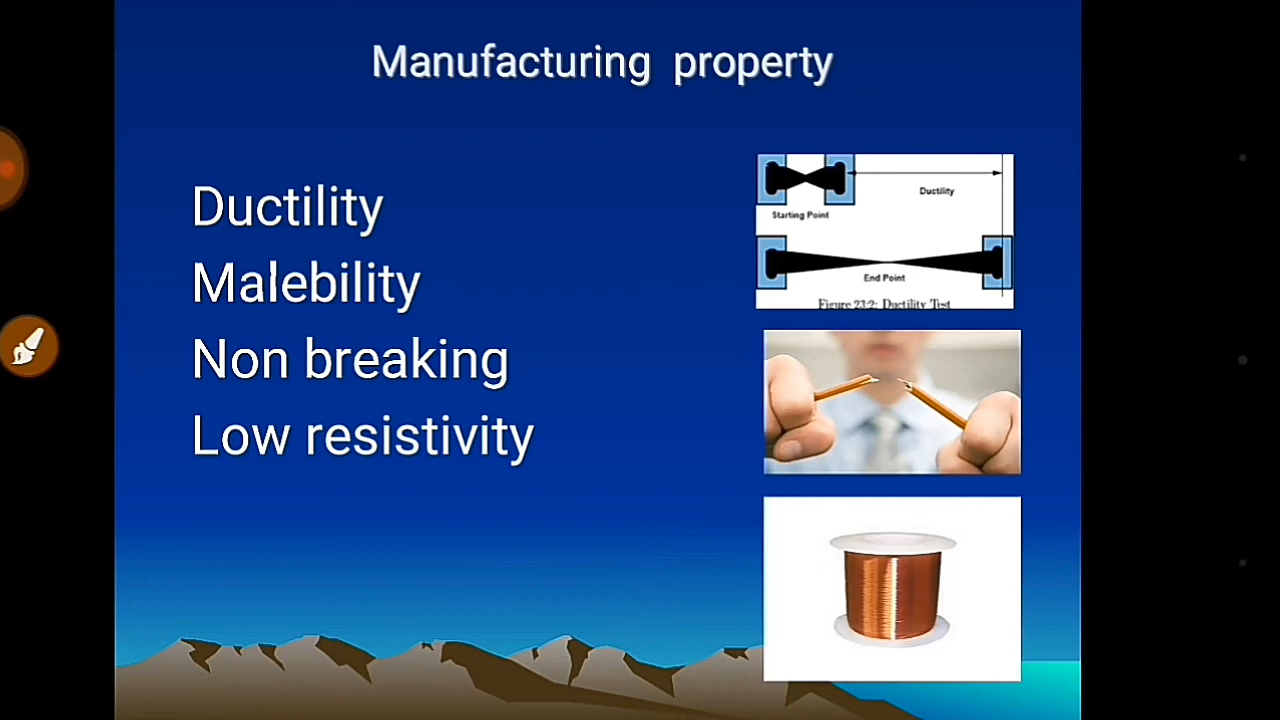 Manufacturing property
Ductility
Malebility
Non breaking
Low resistivity
Ductility
Starting Point
End Point
Figure 23:2: Ductility Test